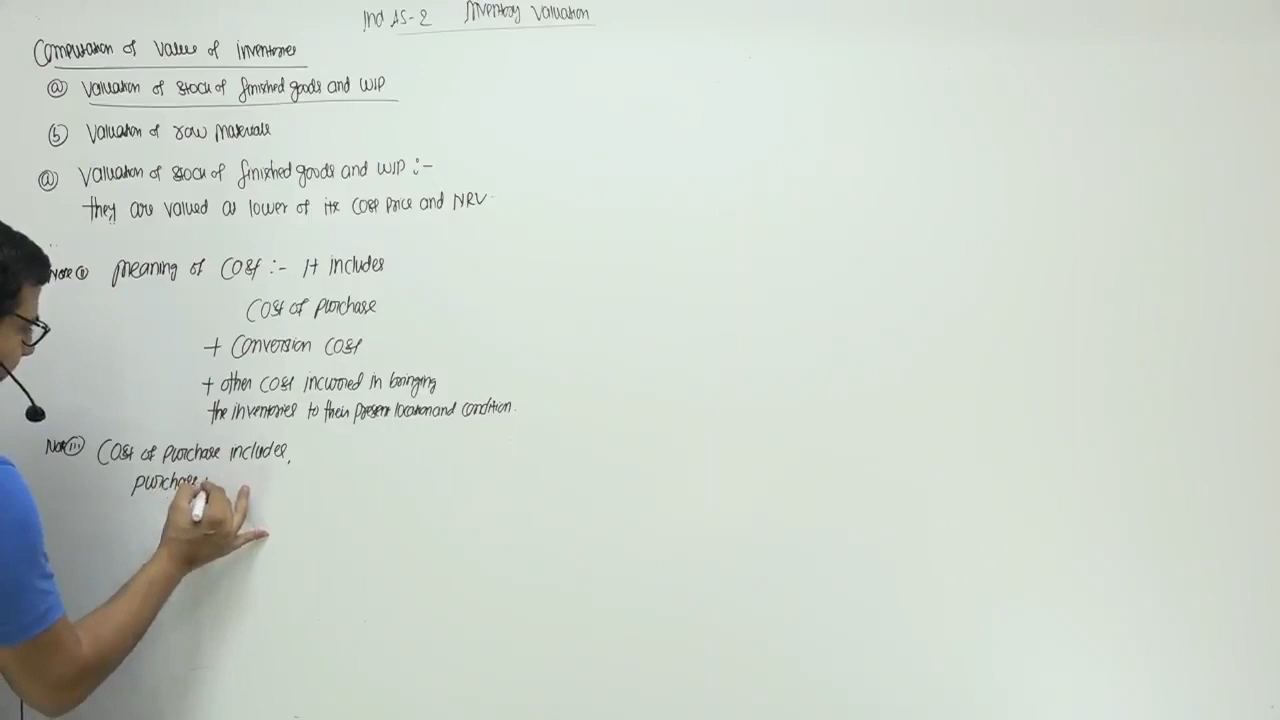 Ind AS-2 Inventory Valuation
Computation of Value of inventories
(a) Valuation of Stock of finished goods and WIP
(b) Valuation of raw materials
(a) Valuation of Stock of finished goods and WIP :-
they are valued at lower of its Cost Price and NRV.
Note (i) Meaning of Cost :- It includes
Cost of purchase
+ Conversion Cost
+ other Cost incurred in bringing
the inventories to their present location and condition.
Note (ii) Cost of purchase includes,
purchase